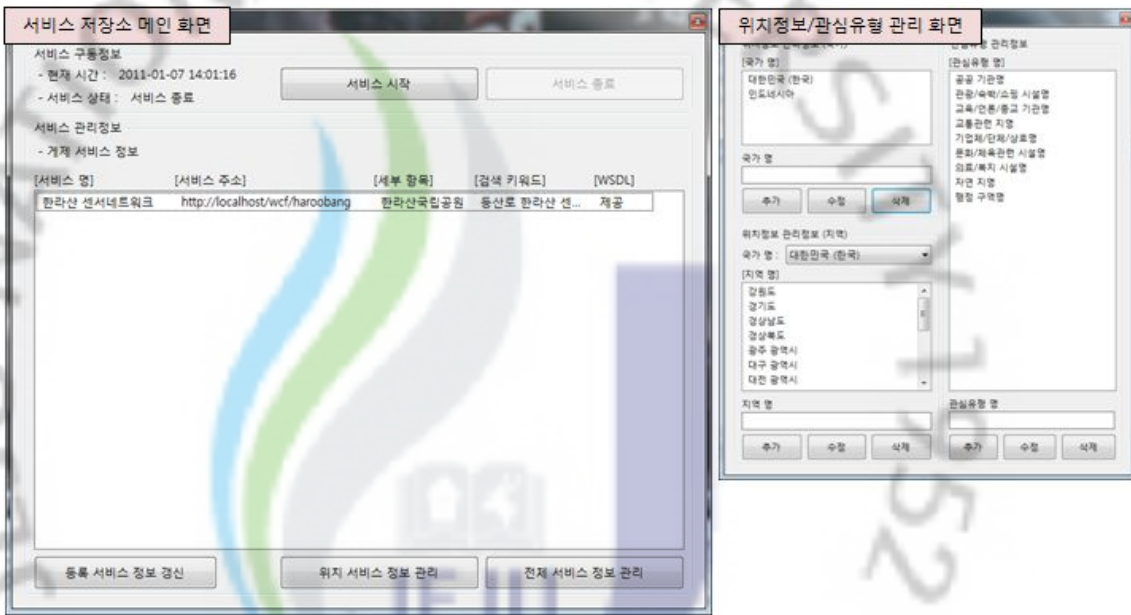 서비스 저장소 메인 화면
서비스 구동정보
- 현재 시간 : 2011-01-07 14:01:16
- 서비스 상태 : 서비스 종료
서비스 시작
서비스 종료
서비스 관리정보
- 게제 서비스 정보
[서비스 명] [서비스 주소] [세부 항목] [검색 키워드] [WSDL]
한라산 센서네트워크 http://localhost/wcf/haroobang 한라산국립공원 등산로 한라산 센... 제공
등록 서비스 정보 갱신
위치 서비스 정보 관리
전체 서비스 정보 관리
위치정보/관심유형 관리 화면
위치정보 관리정보 (국가)
[국가 명]
대한민국 (한국)
인도네시아
국가 명
추가 수정 삭제
위치정보 관리정보 (지역)
국가 명 : 대한민국 (한국)
[지역 명]
강원도
경기도
경상남도
경상북도
광주 광역시
대구 광역시
대전 광역시
지역 명
추가 수정 삭제
관심유형 관리정보
[관심유형 명]
공공 기관명
관광/숙박/쇼핑 시설명
교육/언론/종교 기관명
교통관련 지명
기업체/단체/상호명
문화/체육관련 시설명
의료/복지 시설명
자연 지명
행정 구역명
관심유형 명
추가 수정 삭제
1952